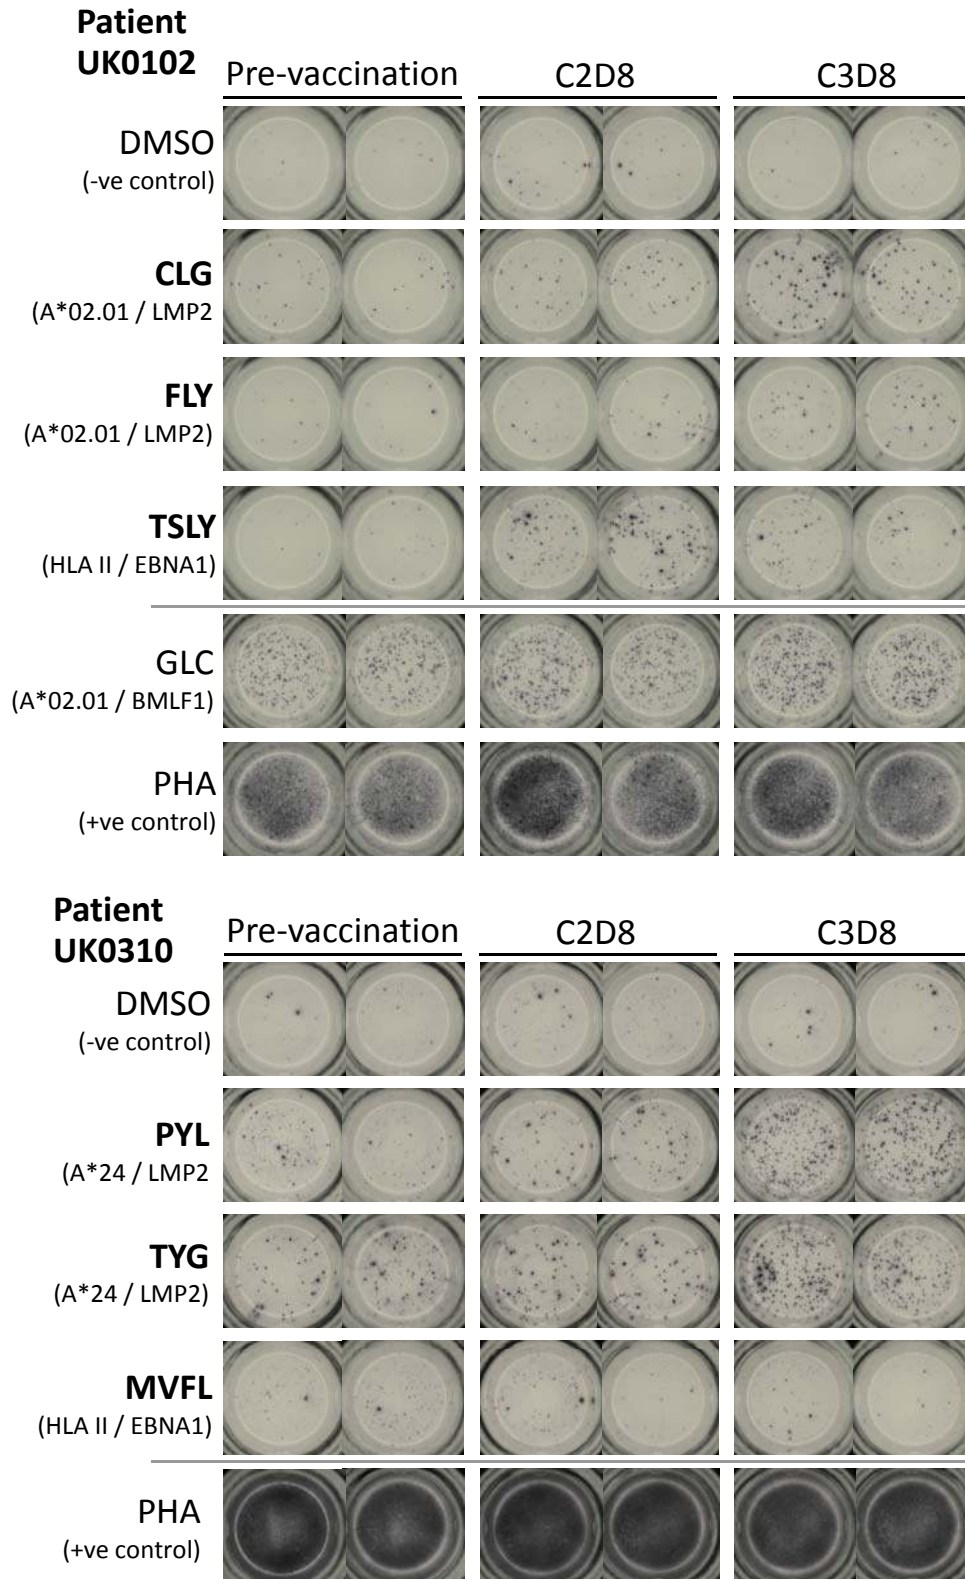 Patient
UK0102
Pre-vaccination C2D8 C3D8
DMSO
(-ve control)
CLG
(A*02.01 / LMP2
FLY
(A*02.01 / LMP2)
TSLY
(HLA II / EBNA1)
GLC
(A*02.01 / BMLF1)
PHA
(+ve control)
Patient
UK0310
Pre-vaccination C2D8 C3D8
DMSO
(-ve control)
PYL
(A*24 / LMP2
TYG
(A*24 / LMP2)
MVFL
(HLA II / EBNA1)
PHA
(+ve control)